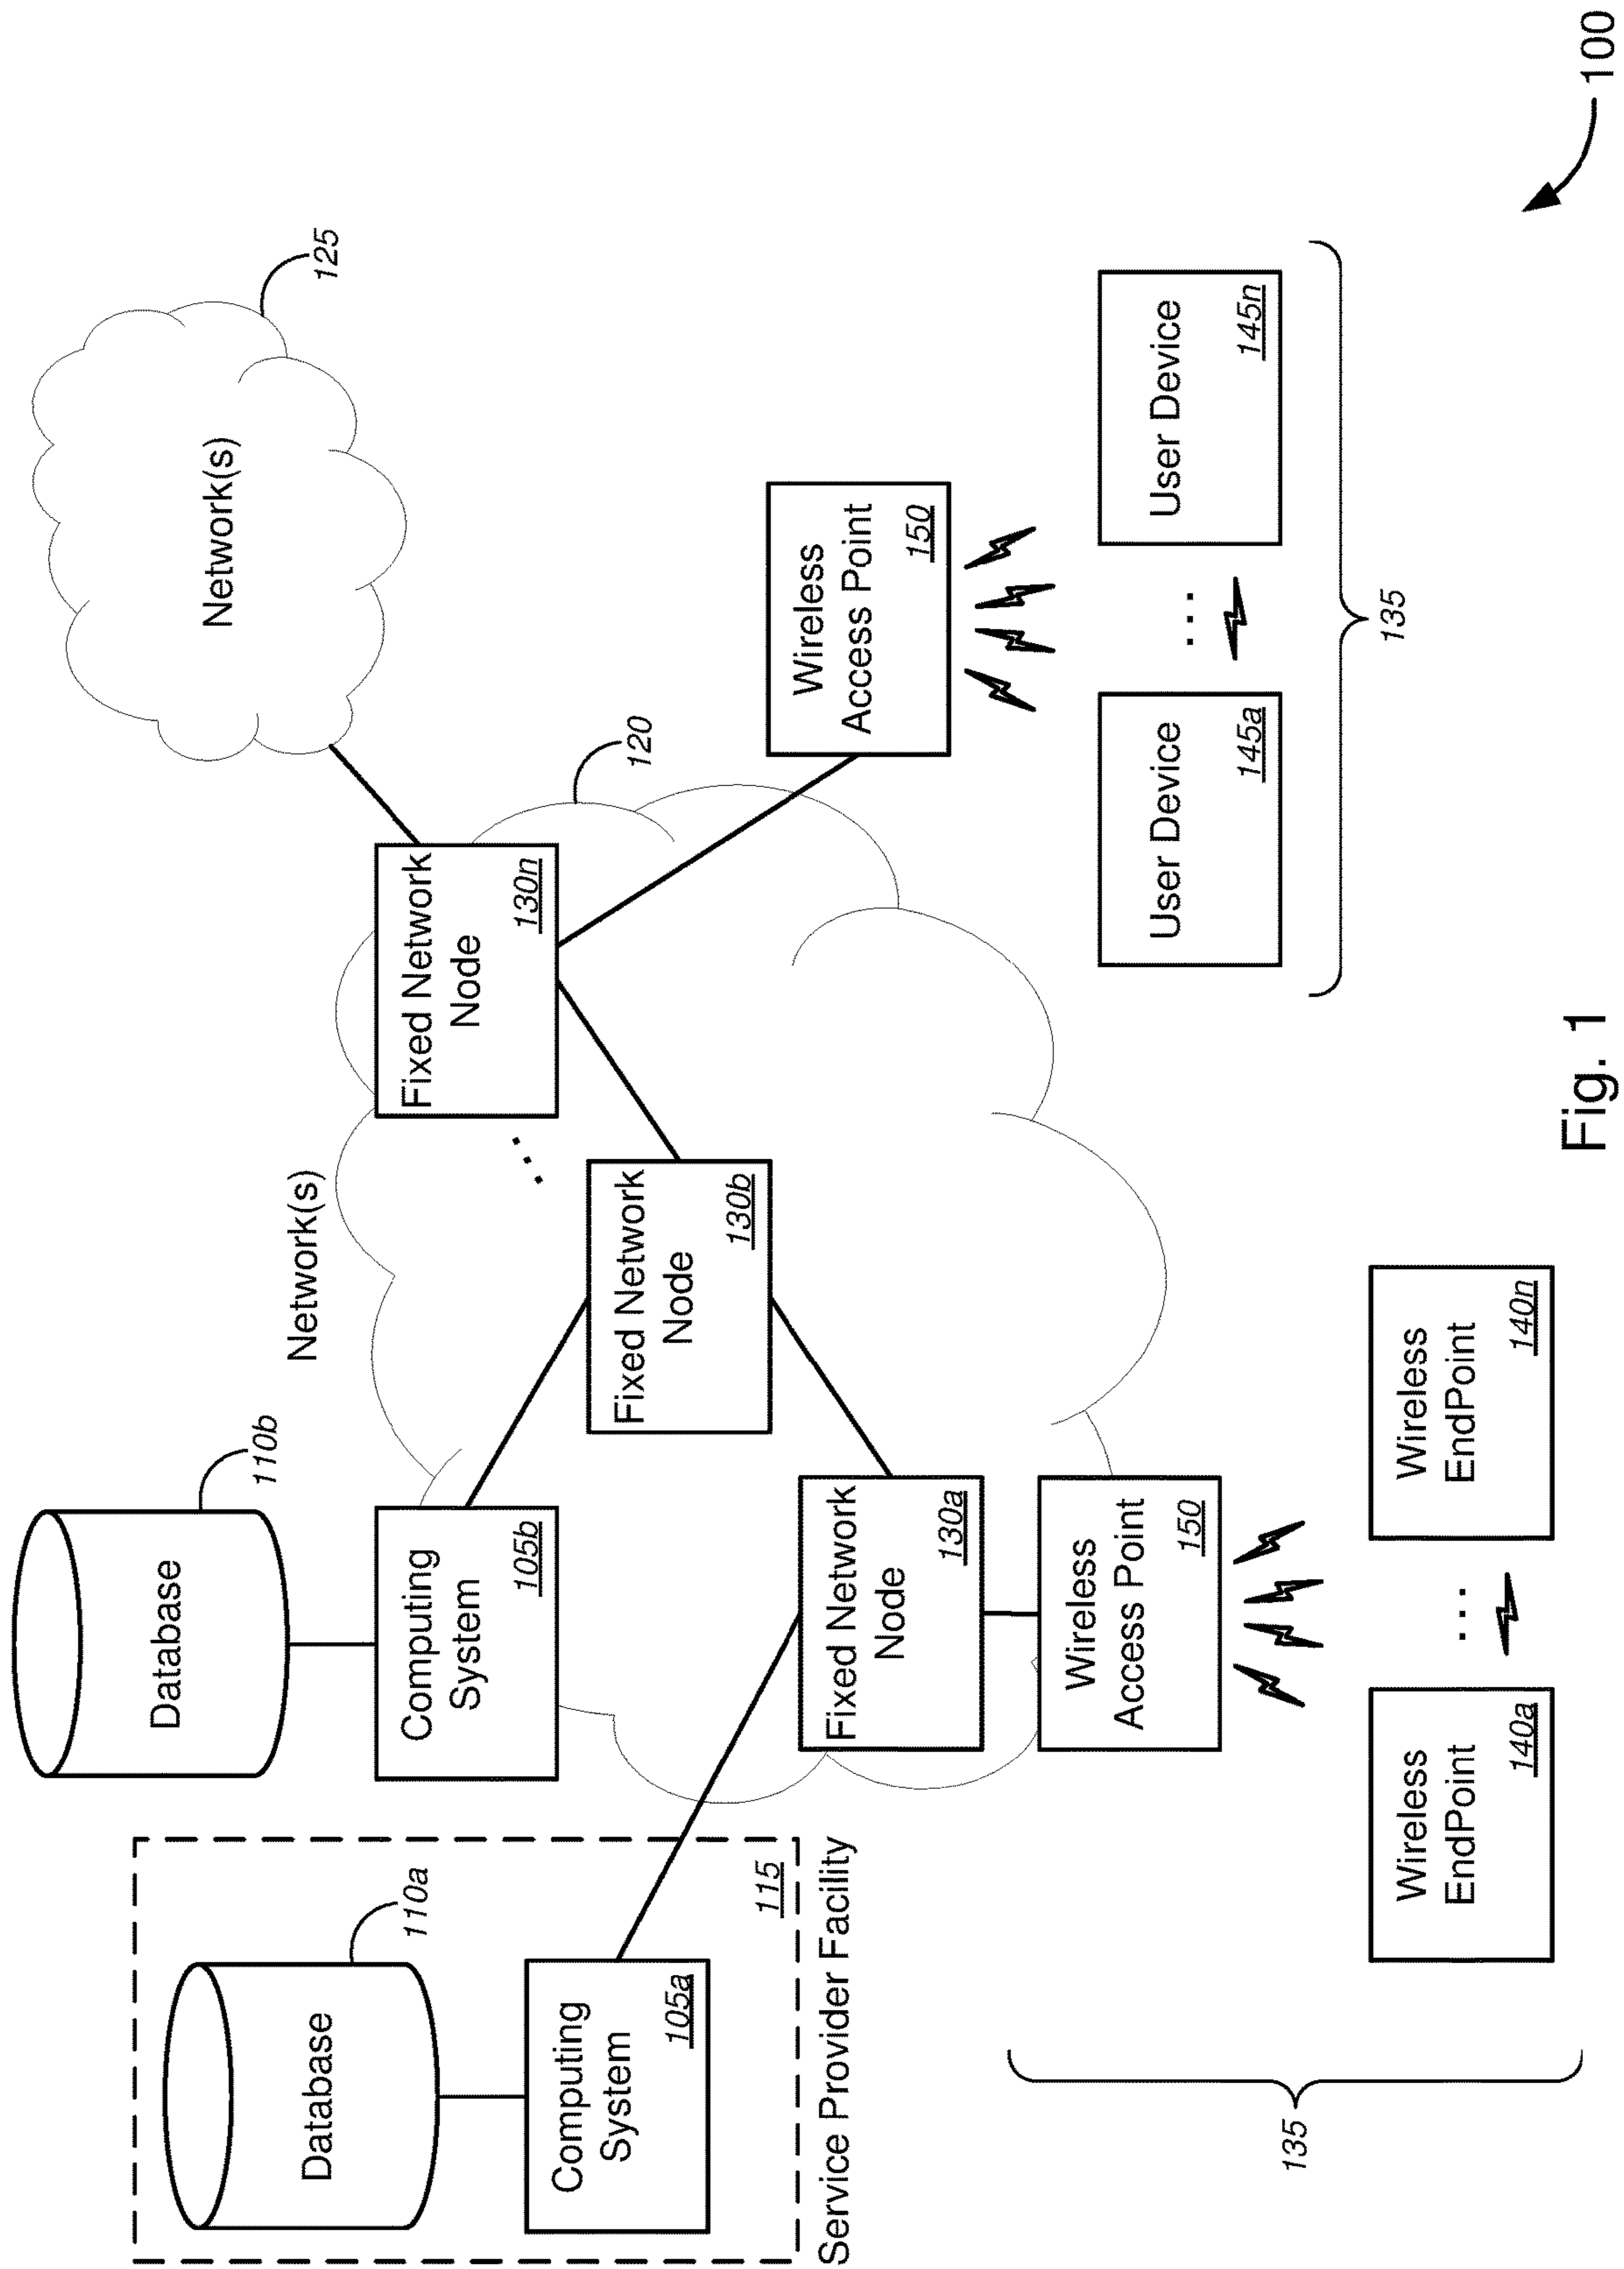 Database
110a
Computing
System
105a
115
Service Provider Facility
Database
110b
Computing
System
105b
Network(s)
120
Network(s)
125
Fixed Network
Node
130n
Fixed Network
Node
130b
Fixed Network
Node
130a
...
Wireless
Access Point
150
Wireless
Access Point
150
User Device
145a
...
User Device
145n
135
Wireless
EndPoint
140a
...
Wireless
EndPoint
140n
135
100
Fig. 1